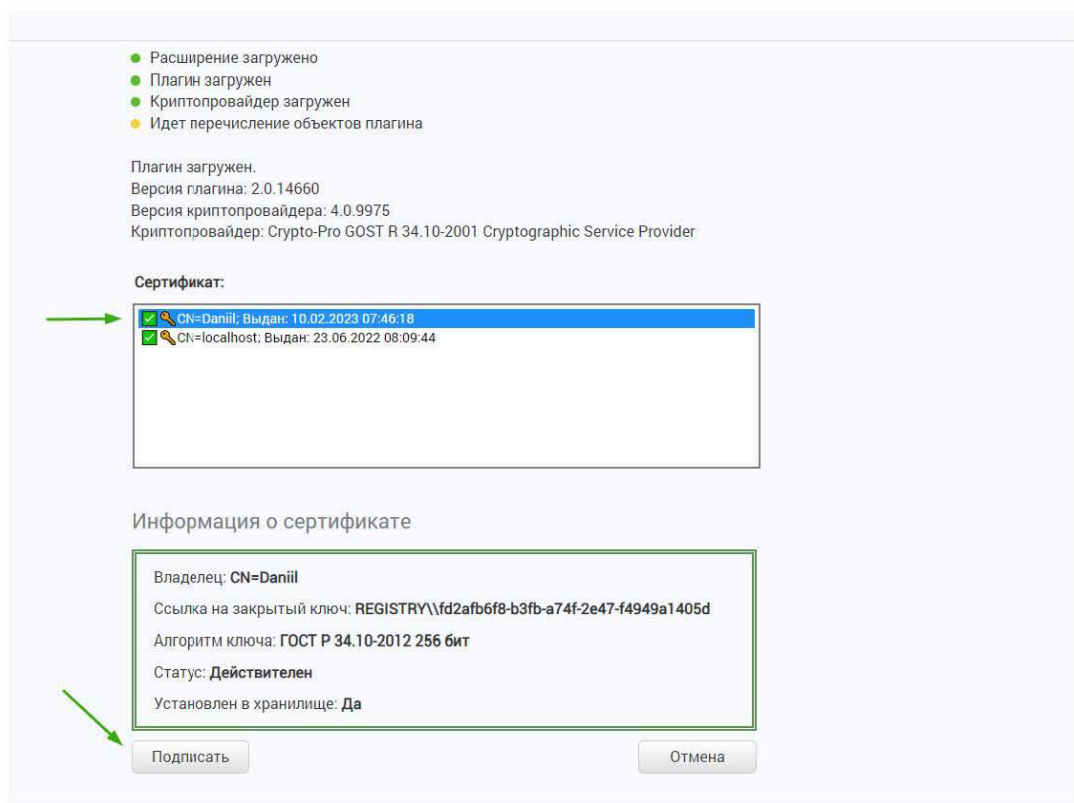 Расширение загружено
Плагин загружен
Криптопровайдер загружен
Идет перечисление объектов плагина
Плагин загружен.
Версия плагина: 2.0.14660
Версия криптопровайдера: 4.0.9975
Криптопровайдер: Crypto-Pro GOST R 34.10-2001 Cryptographic Service Provider
Сертификат:
CN=Daniil; Выдан: 10.02.2023 07:46:18
CN=localhost; Выдан: 23.06.2022 08:09:44
Информация о сертификате
Владелец: CN=Daniil
Ссылка на закрытый ключ: REGISTRY\\fd2afb6f8-b3fb-a74f-2e47-f4949a1405d
Алгоритм ключа: ГОСТ Р 34.10-2012 256 бит
Статус: Действителен
Установлен в хранилище: Да
Подписать Отмена